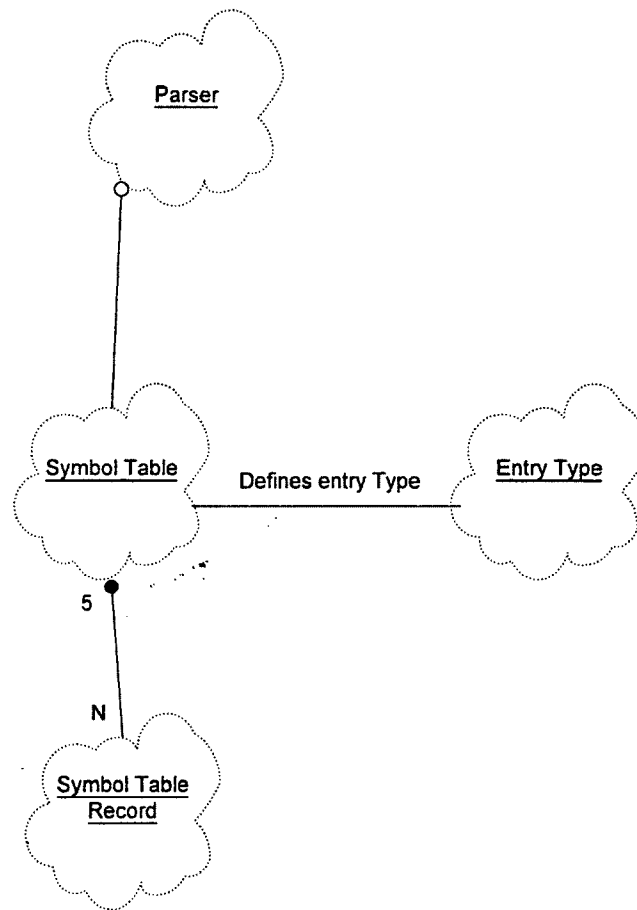 Parser
Symbol Table
Defines entry Type
Entry Type
5
N
Symbol Table
Record